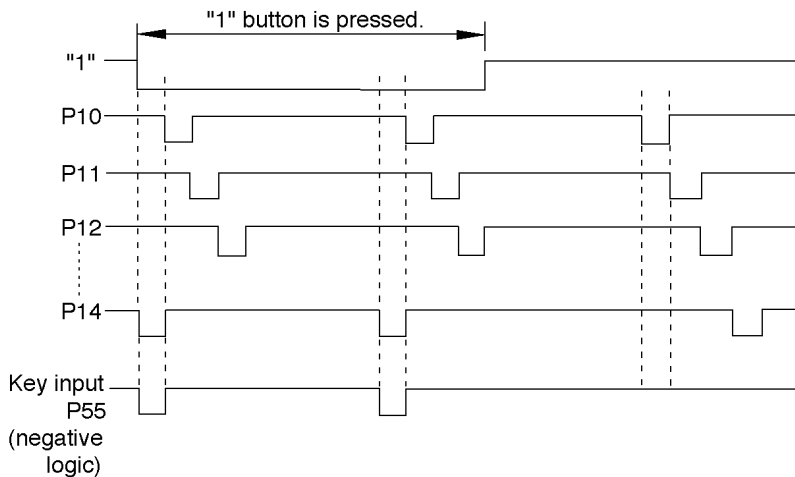 "1" button is pressed.
"1"
P10
P11
P12
P14
Key input
P55
(negative
logic)